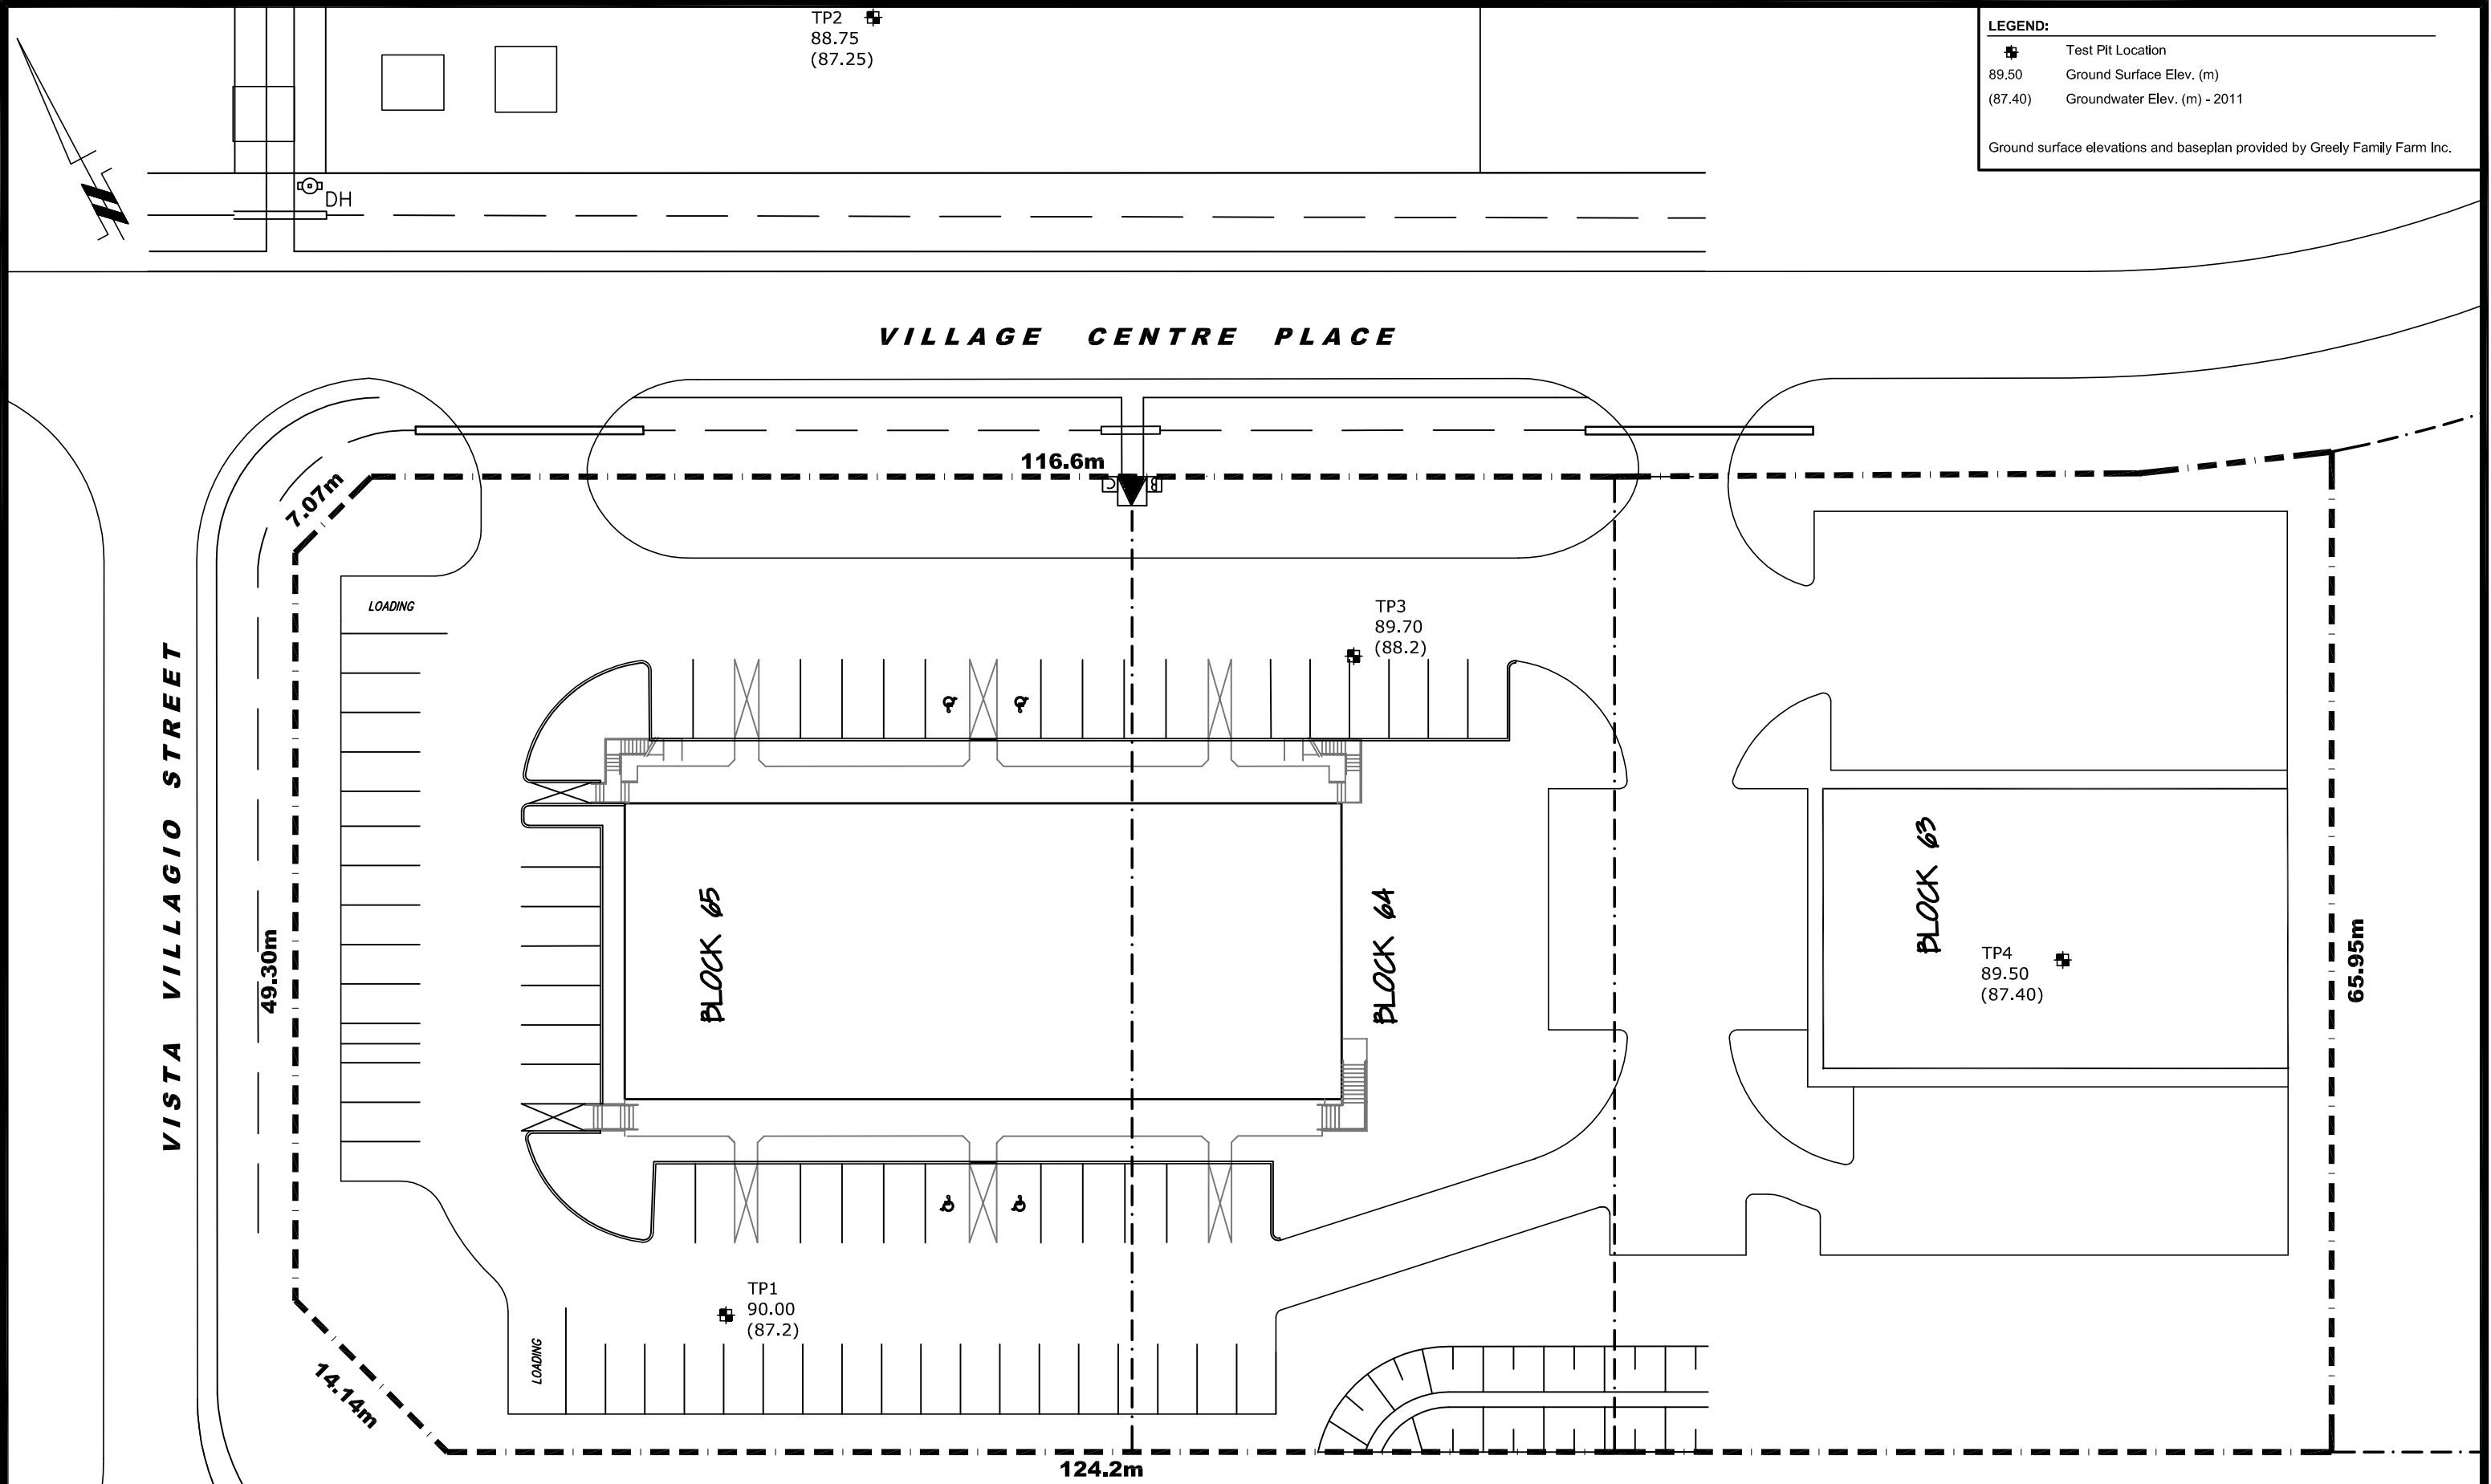 TP2
88.75
(87.25)
LEGEND:
Test Pit Location
89.50 Ground Surface Elev. (m)
(87.40) Groundwater Elev. (m) - 2011
Ground surface elevations and baseplan provided by Greely Family Farm Inc.
DH
VILLAGE CENTRE PLACE
116.6m
7.07m
C
B
LOADING
TP3
89.70
(88.2)
VISTA VILLAGIO STREET
49.30m
BLOCK 65
BLOCK 64
BLOCK 63
TP4
89.50
(87.40)
65.95m
TP1
90.00
(87.2)
LOADING
14.14m
124.2m